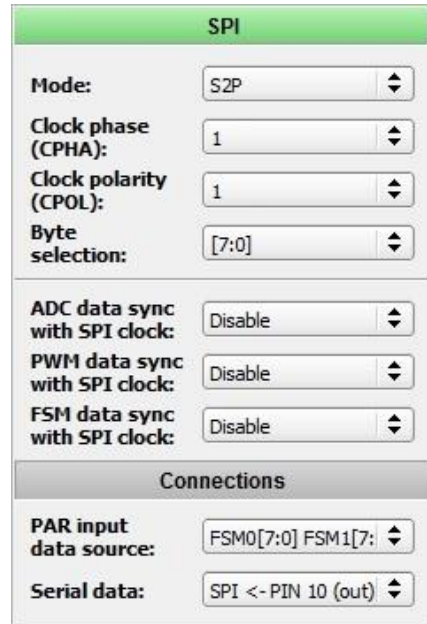 SPI
Mode: S2P
Clock phase
(CPHA): 1
Clock polarity
(CPOL): 1
Byte
selection: [7:0]
ADC data sync
with SPI clock: Disable
PWM data sync
with SPI clock: Disable
FSM data sync
with SPI clock: Disable
Connections
PAR input
data source: FSM0[7:0] FSM1[7:
Serial data: SPI <- PIN 10 (out)